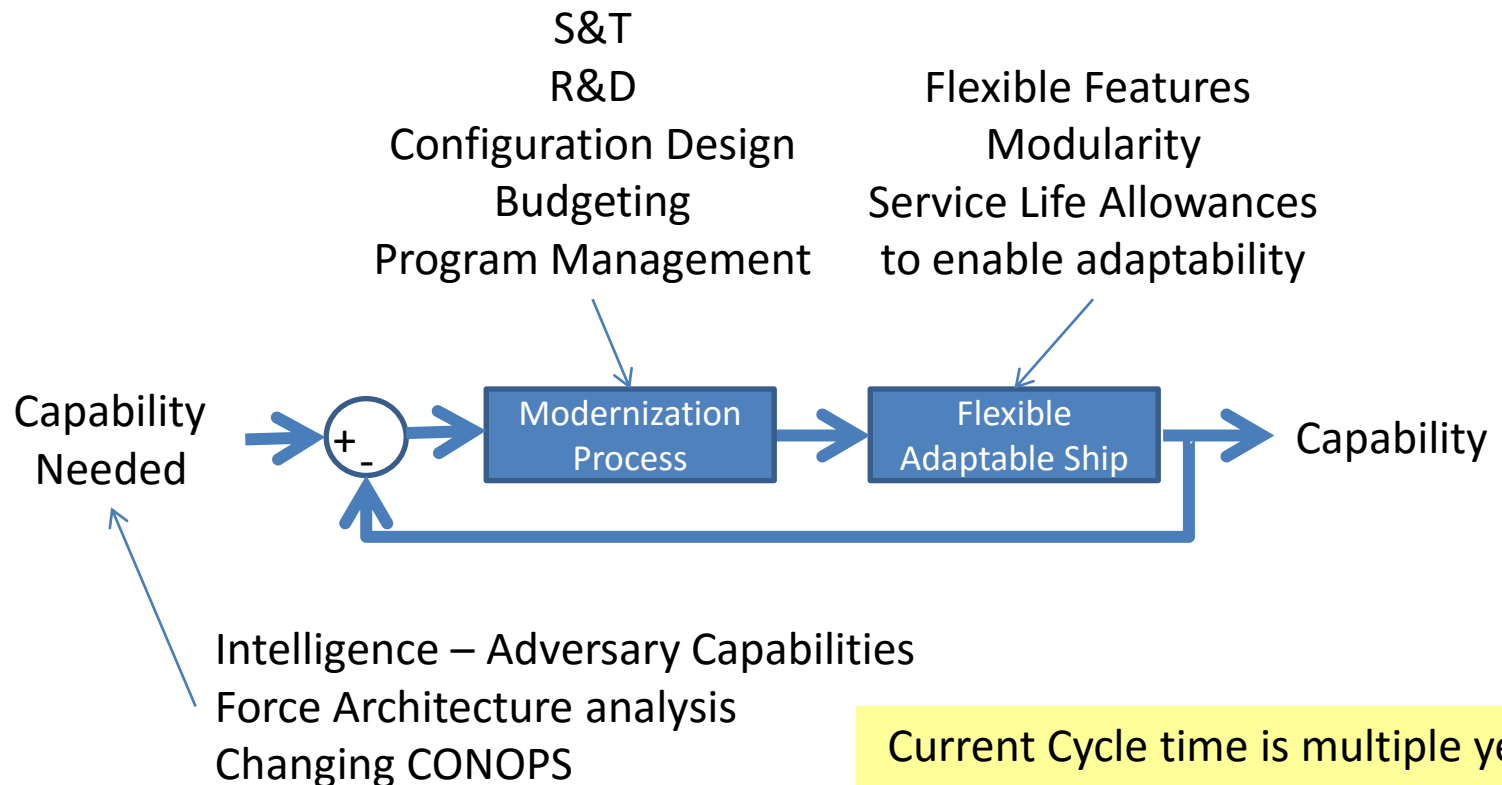 S&T
R&D
Configuration Design
Budgeting
Program Management
Flexible Features
Modularity
Service Life Allowances
to enable adaptability
Capability
Needed
+
-
Modernization
Process
Flexible
Adaptable Ship
Capability
Intelligence – Adversary Capabilities
Force Architecture analysis
Changing CONOPS
Current Cycle time is multiple